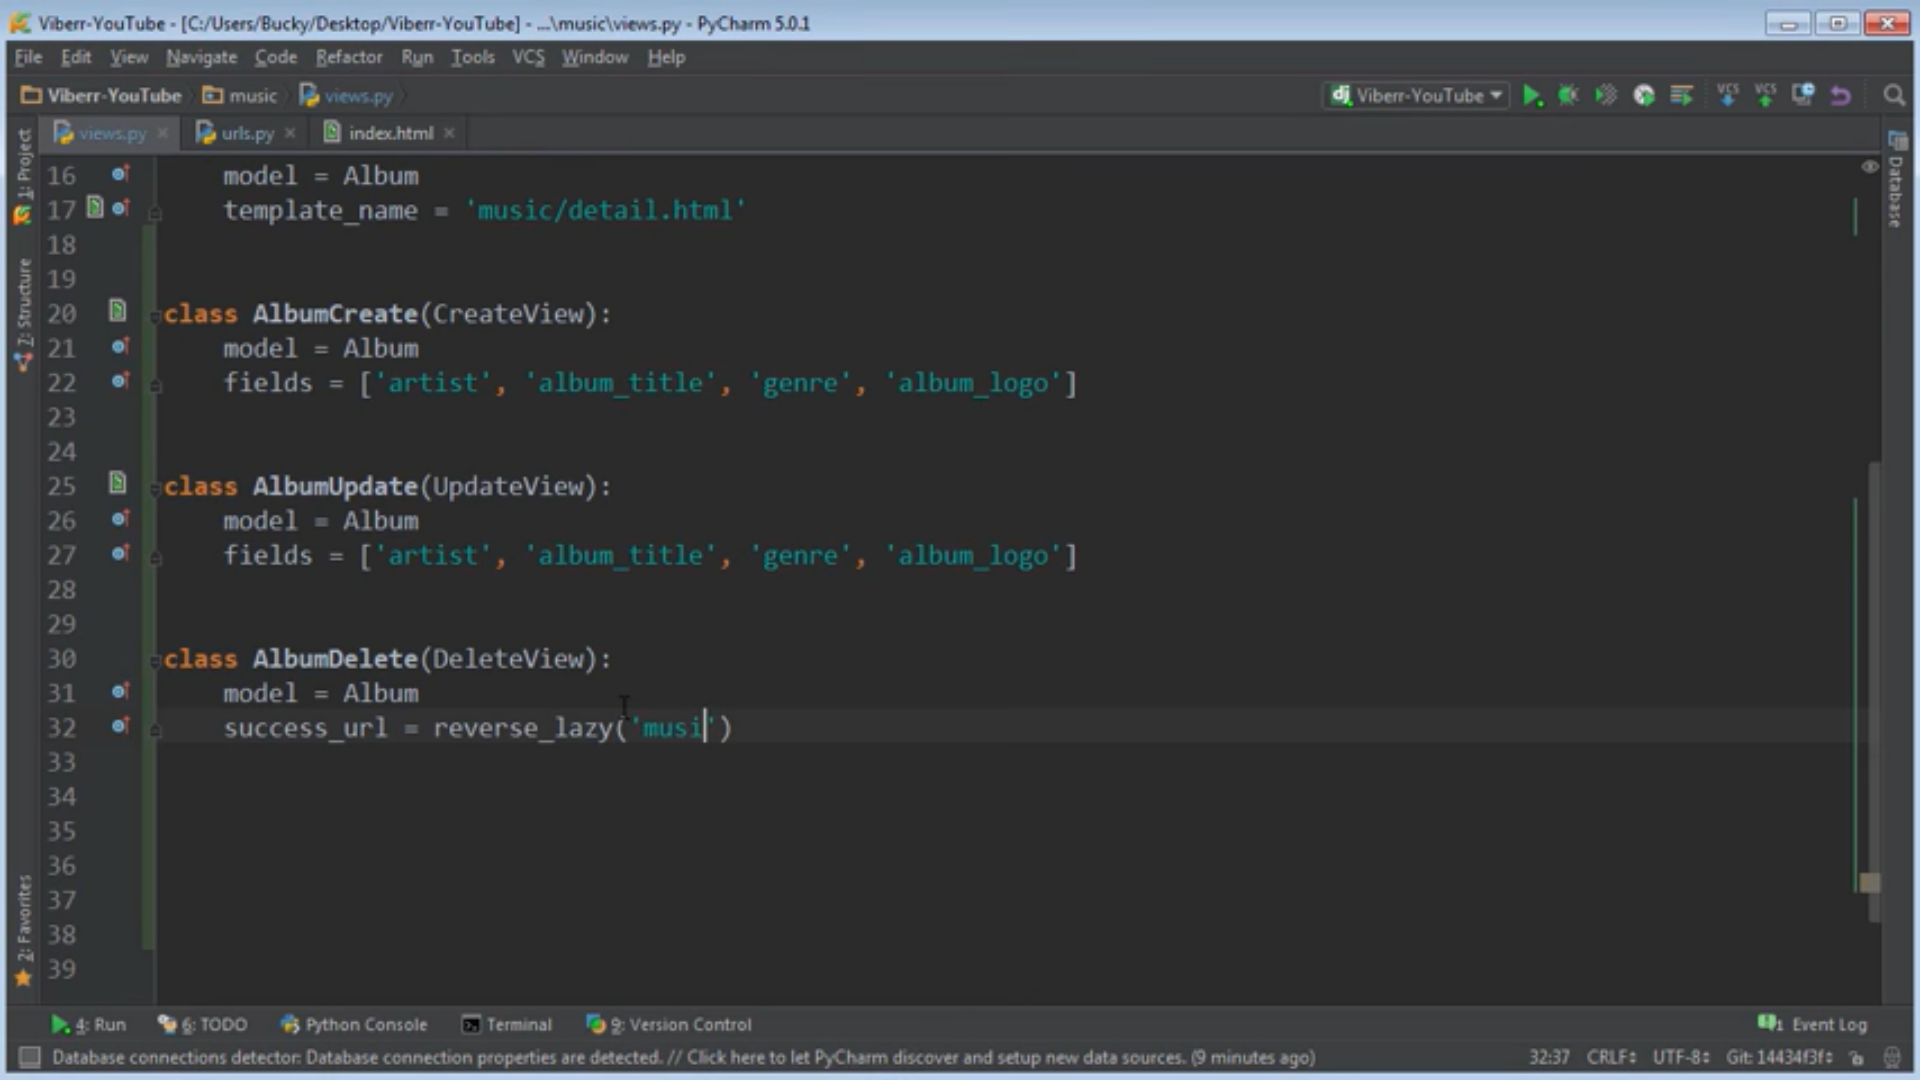 Viberr-YouTube - [C:/Users/Bucky/Desktop/Viberr-YouTube] - ...\music\views.py - PyCharm 5.0.1
File Edit View Navigate Code Refactor Run Tools VCS Window Help
Viberr-YouTube music views.py
dj Viberr-YouTube VCS VCS
views.py urls.py index.html
1: Project
7: Structure
2: Favorites
Database
16 model = Album
17 template_name = 'music/detail.html'
18
19
20 class AlbumCreate(CreateView):
21 model = Album
22 fields = ['artist', 'album_title', 'genre', 'album_logo']
23
24
25 class AlbumUpdate(UpdateView):
26 model = Album
27 fields = ['artist', 'album_title', 'genre', 'album_logo']
28
29
30 class AlbumDelete(DeleteView):
31 model = Album
32 success_url = reverse_lazy('musi')
33
34
35
36
37
38
39
4: Run 6: TODO Python Console Terminal 9: Version Control 1 Event Log
Database connections detector: Database connection properties are detected. // Click here to let PyCharm discover and setup new data sources. (9 minutes ago) 32:37 CRLF UTF-8 Git: 14434f3f